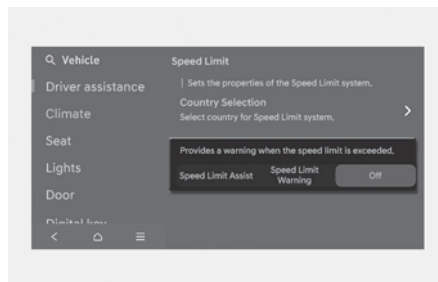 Vehicle
Driver assistance
Climate
Seat
Lights
Door
Digital key
Speed Limit
Sets the properties of the Speed Limit system.
Country Selection
Select country for Speed Limit system.
Provides a warning when the speed limit is exceeded.
Speed Limit Assist
Speed Limit
Warning
Off